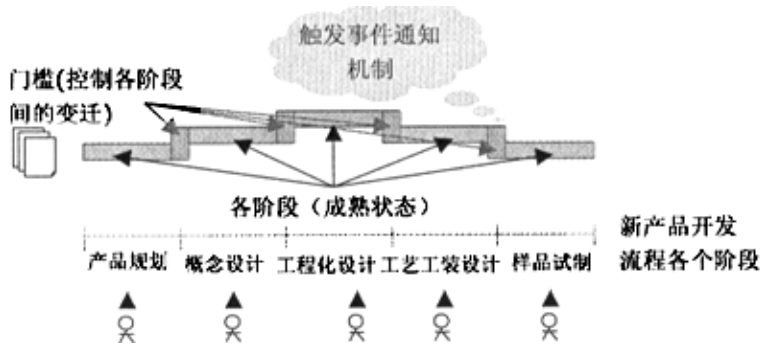 触发事件通知
机制
门槛(控制各阶段
间的变迁)
各阶段（成熟状态）
新产品开发
流程各个阶段
产品规划 概念设计 工程化设计 工艺工装设计 样品试制